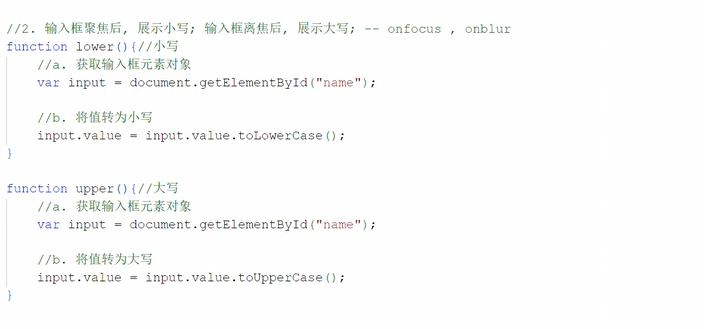 //2. 输入框聚焦后, 展示小写; 输入框离焦后, 展示大写; -- onfocus , onblur
function lower(){//小写
//a. 获取输入框元素对象
var input = document.getElementById("name");
//b. 将值转为小写
input.value = input.value.toLowerCase();
}
function upper(){//大写
//a. 获取输入框元素对象
var input = document.getElementById("name");
//b. 将值转为大写
input.value = input.value.toUpperCase();
}